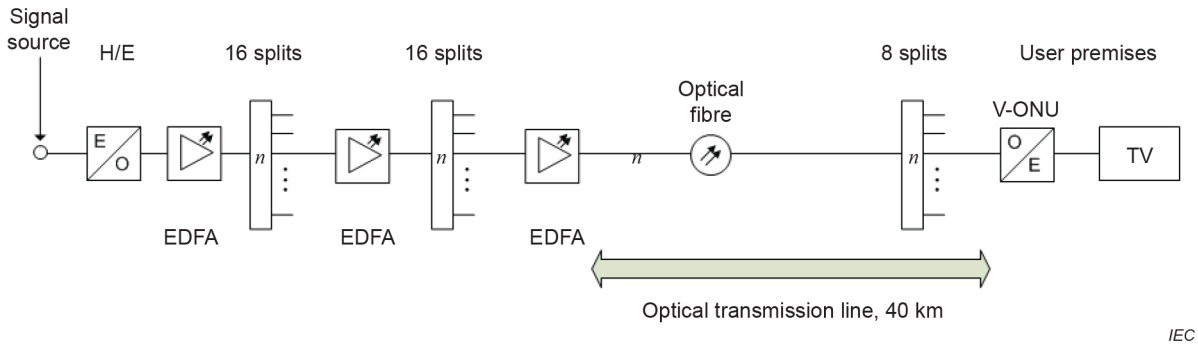 Signal
source
H/E
16 splits
16 splits
8 splits
User premises
Optical
fibre
V-ONU
E
O
n
n
n
n
O
E
TV
EDFA
EDFA
EDFA
Optical transmission line, 40 km
IEC